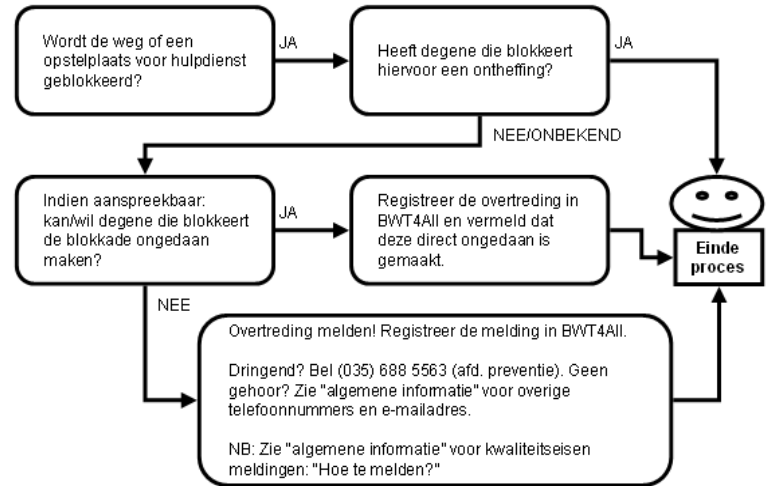 Wordt de weg of een
opstelplaats voor hulpdienst
geblokkeerd?
JA
Heeft degene die blokkeert
hiervoor een ontheffing?
JA
NEE/ONBEKEND
Indien aanspreekbaar:
kan/wil degene die blokkeert
de blokkade ongedaan
maken?
JA
Registreer de overtreding in
BWT4All en vermeld dat
deze direct ongedaan is
gemaakt.
Einde
proces
NEE
Overtreding melden! Registreer de melding in BWT4All.
Dringend? Bel (035) 688 5563 (afd. preventie). Geen
gehoor? Zie "algemene informatie" voor overige
telefoonnummers en e-mailadres.
NB: Zie "algemene informatie" voor kwaliteitseisen
meldingen: "Hoe te melden?"